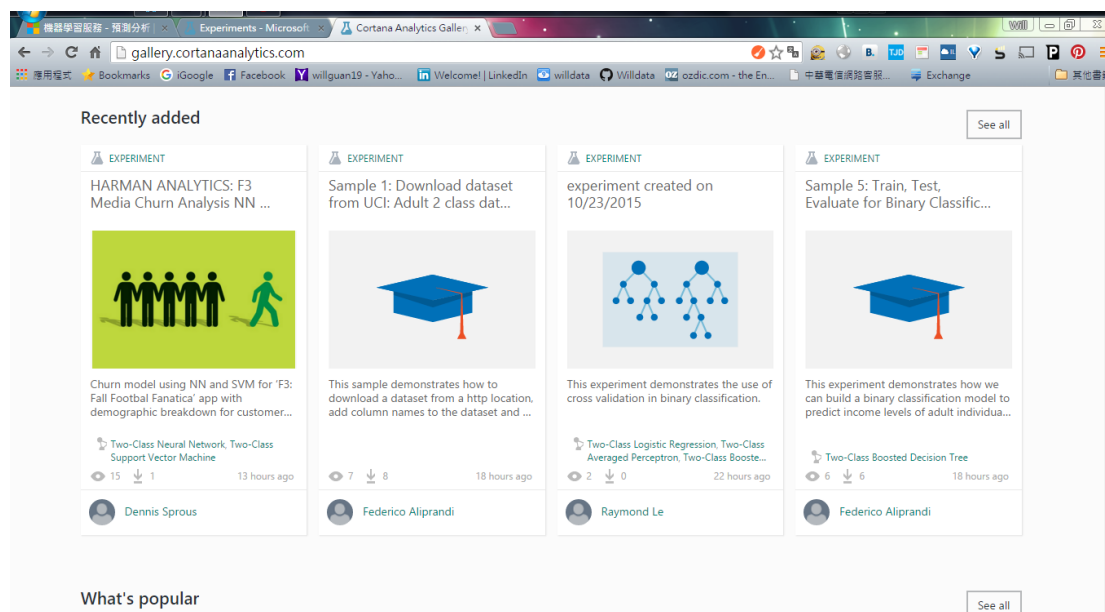 機器學習服務 - 預測分析
Experiments - Microsoft
Cortana Analytics Gallery
Will
gallery.cortanaanalytics.com
B.
TJD
應用程式
Bookmarks
iGoogle
Facebook
willguan19 - Yaho...
Welcome! | LinkedIn
willdata
Willdata
OZ
ozdic.com - the En...
中華電信網路客服...
Exchange
其他書
Recently added
See all
EXPERIMENT
HARMAN ANALYTICS: F3
Media Churn Analysis NN ...
Churn model using NN and SVM for 'F3:
Fall Footbal Fanatica' app with
demographic breakdown for customer...
Two-Class Neural Network, Two-Class
Support Vector Machine
15 1 13 hours ago
Dennis Sprous
EXPERIMENT
Sample 1: Download dataset
from UCI: Adult 2 class dat...
This sample demonstrates how to
download a dataset from a http location,
add column names to the dataset and ...
7 8 18 hours ago
Federico Aliprandi
EXPERIMENT
experiment created on
10/23/2015
This experiment demonstrates the use of
cross validation in binary classification.
Two-Class Logistic Regression, Two-Class
Averaged Perceptron, Two-Class Booste...
2 0 22 hours ago
Raymond Le
EXPERIMENT
Sample 5: Train, Test,
Evaluate for Binary Classific...
This experiment demonstrates how we
can build a binary classification model to
predict income levels of adult individua...
Two-Class Boosted Decision Tree
6 6 18 hours ago
Federico Aliprandi
What's popular
See all